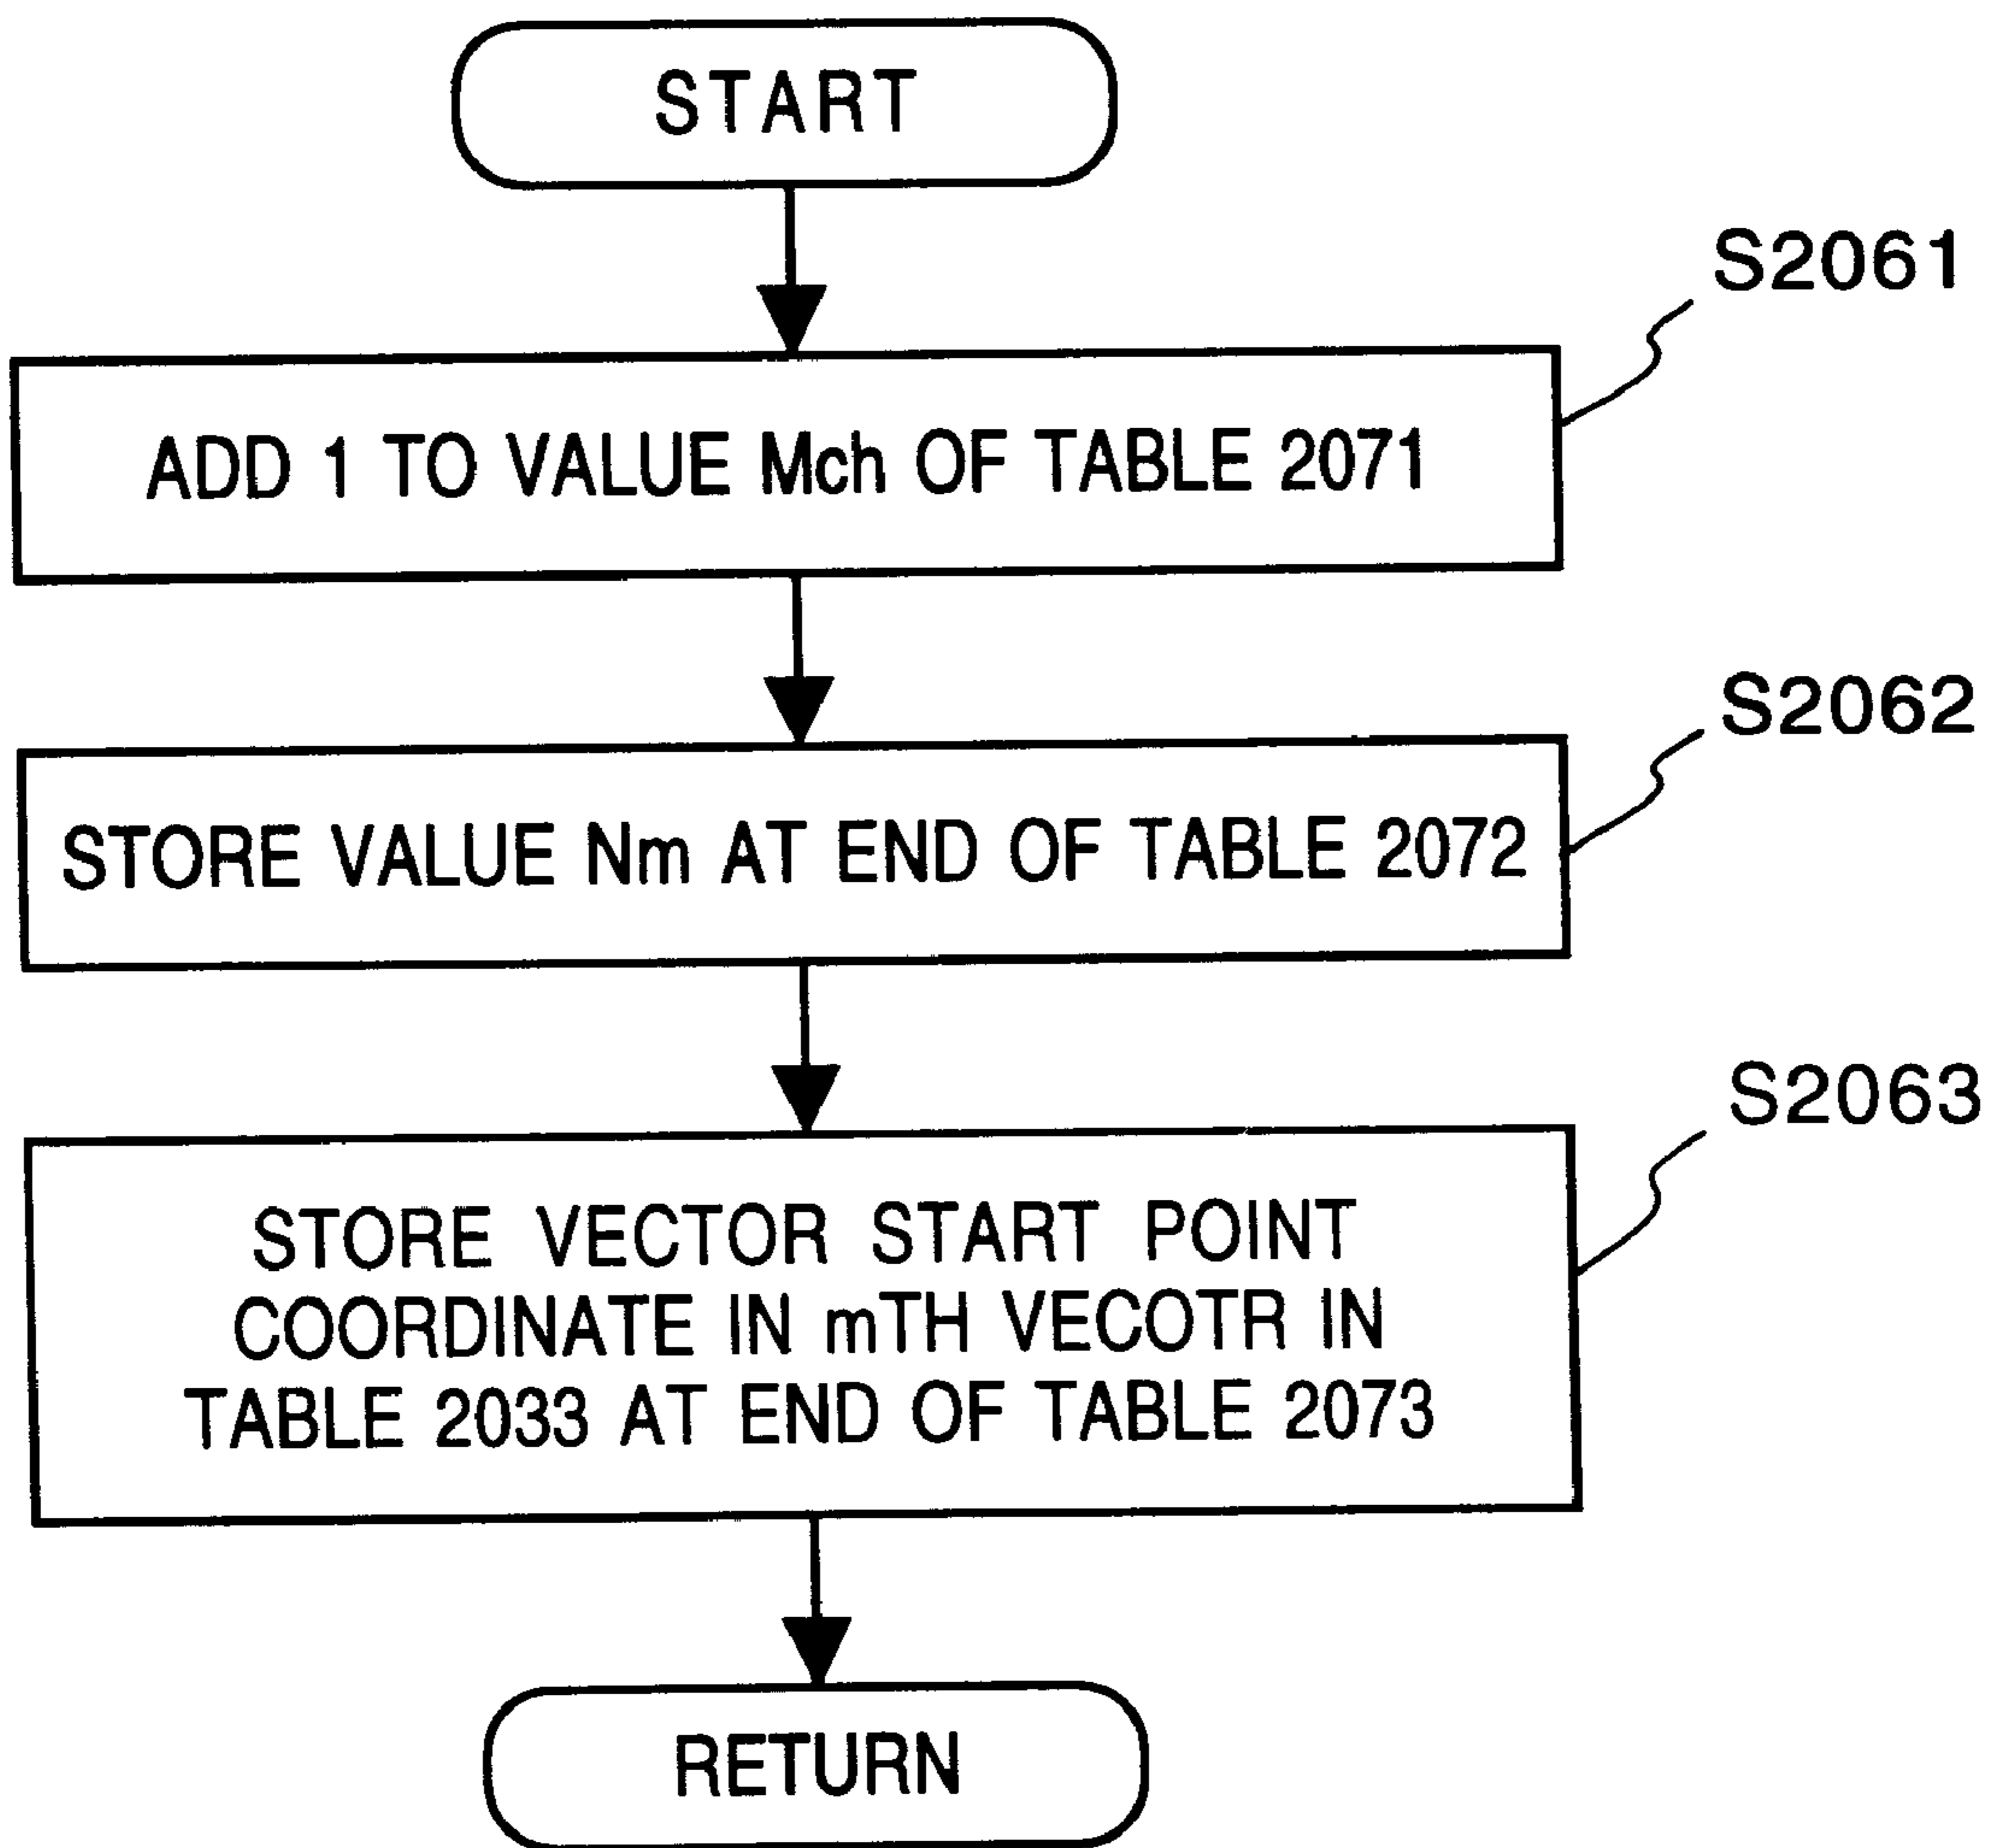 START
S2061
ADD 1 TO VALUE Mch OF TABLE 2071
S2062
STORE VALUE Nm AT END OF TABLE 2072
S2063
STORE VECTOR START POINT
COORDINATE IN mTH VECOTR IN
TABLE 2033 AT END OF TABLE 2073
RETURN